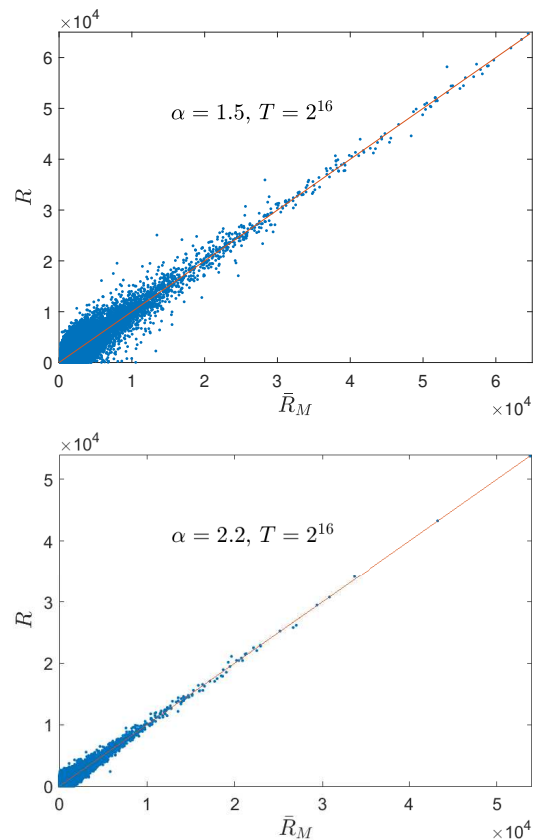 ×10⁴
6
5
4
3
2
1
0
R
α = 1.5, T = 2¹⁶
0 1 2 3 4 5 6
R̄_M
×10⁴
×10⁴
5
4
3
2
1
0
R
α = 2.2, T = 2¹⁶
0 1 2 3 4 5
R̄_M
×10⁴